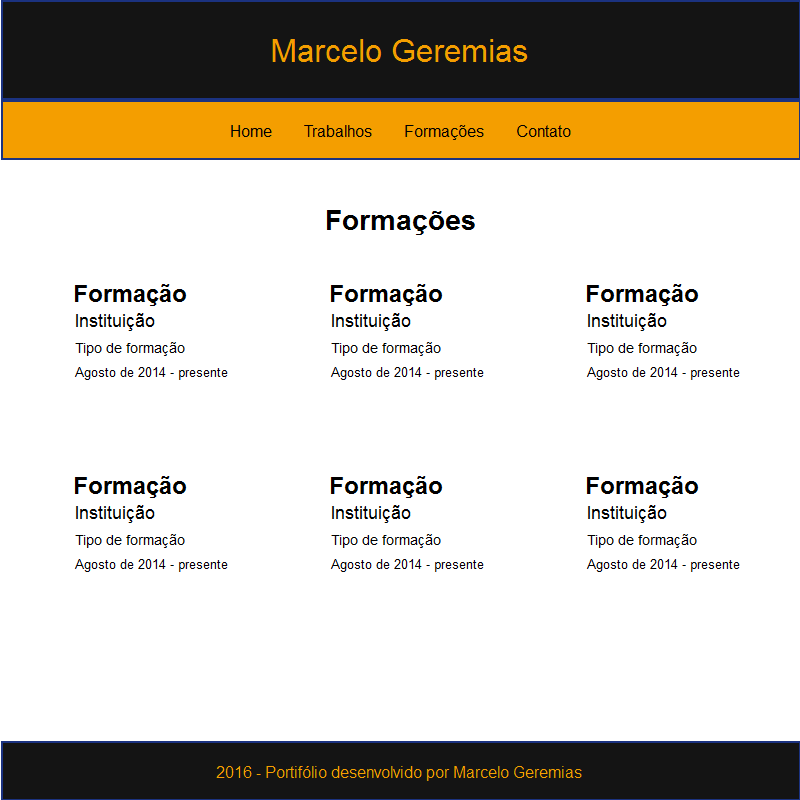 Marcelo Geremias
Home Trabalhos Formações Contato
Formações
Formação Formação Formação
Instituição Instituição Instituição
Tipo de formação Tipo de formação Tipo de formação
Agosto de 2014 - presente Agosto de 2014 - presente Agosto de 2014 - presente
Formação Formação Formação
Instituição Instituição Instituição
Tipo de formação Tipo de formação Tipo de formação
Agosto de 2014 - presente Agosto de 2014 - presente Agosto de 2014 - presente
2016 - Portifólio desenvolvido por Marcelo Geremias